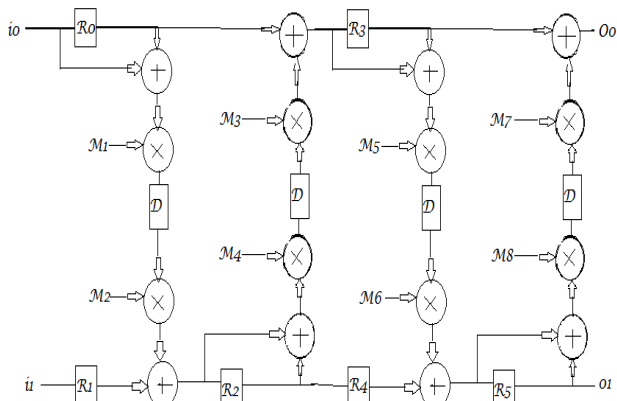 i0 R0 R3 O0
M1 M3 M5 M7
D D D D
M2 M4 M6 M8
i1 R1 R2 R4 R5 o1